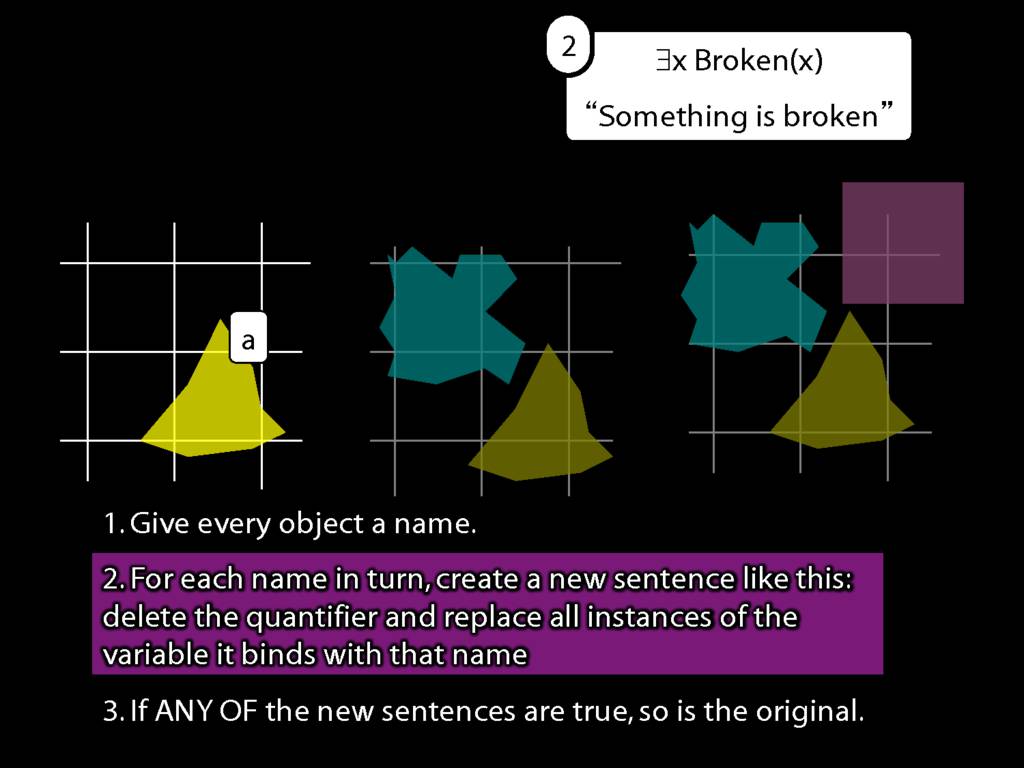 2
∃x Broken(x)
“Something is broken”
a
1. Give every object a name.
2. For each name in turn, create a new sentence like this:
delete the quantifier and replace all instances of the
variable it binds with that name
3. If ANY OF the new sentences are true, so is the original.